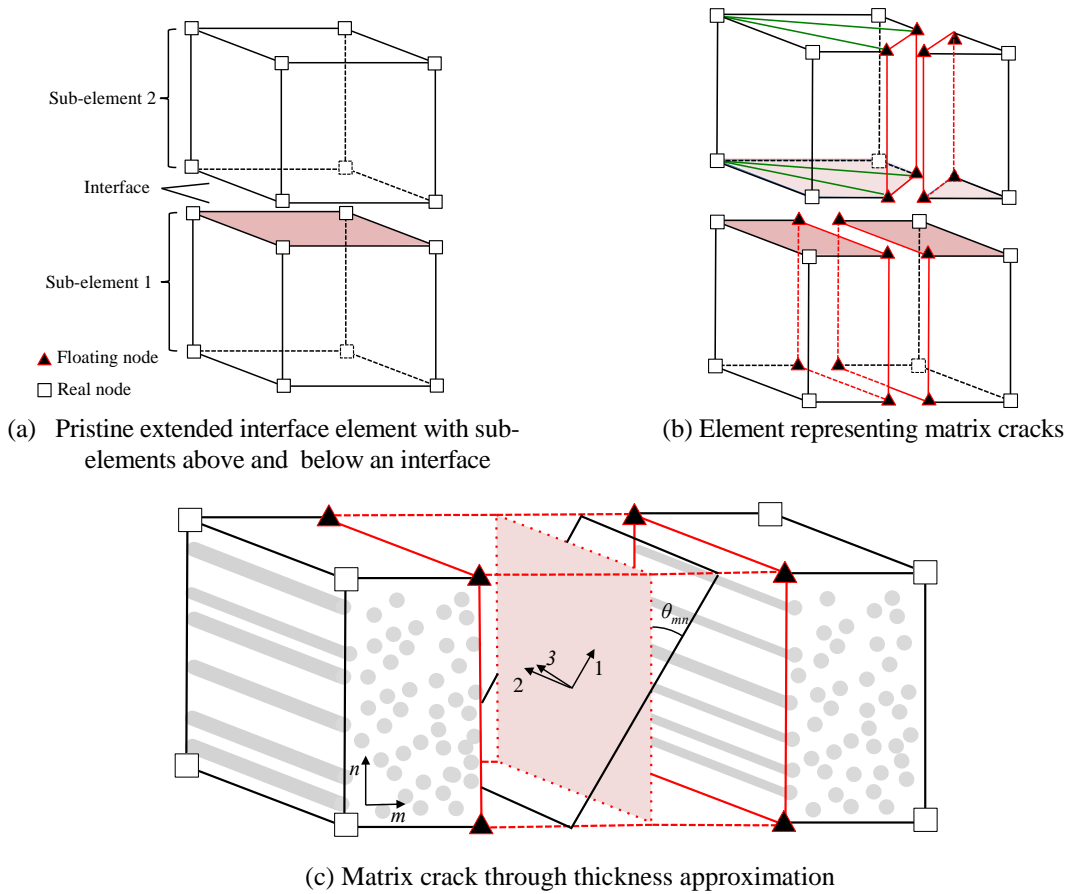 Sub-element 2
Interface
Sub-element 1
Floating node
Real node
(a) Pristine extended interface element with sub-
elements above and below an interface
(b) Element representing matrix cracks
θmn
3
2
1
n
m
(c) Matrix crack through thickness approximation